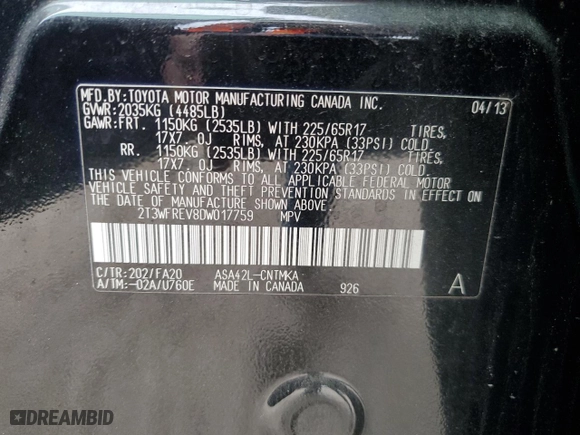 MFD.BY:TOYOTA MOTOR MANUFACTURING CANADA INC. 04/13
GVWR:2035KG (4485LB)
GAWR:FRT. 1150KG (2535LB) WITH 225/65R17 TIRES,
17X7.0J RIMS, AT 230KPA (33PSI) COLD.
RR. 1150KG (2535LB) WITH 225/65R17 TIRES,
17X7.0J RIMS, AT 230KPA (33PSI) COLD.
THIS VEHICLE CONFORMS TO ALL APPLICABLE FEDERAL MOTOR
VEHICLE SAFETY AND THEFT PREVENTION STANDARDS IN EFFECT ON
THE DATE OF MANUFACTURE SHOWN ABOVE.
2T3WFREV8DW017759 MPV
C/TR:202/FA20 ASA42L-CNTMKA
A/TM:-02A/U760E MADE IN CANADA 926 A
DREAMBID